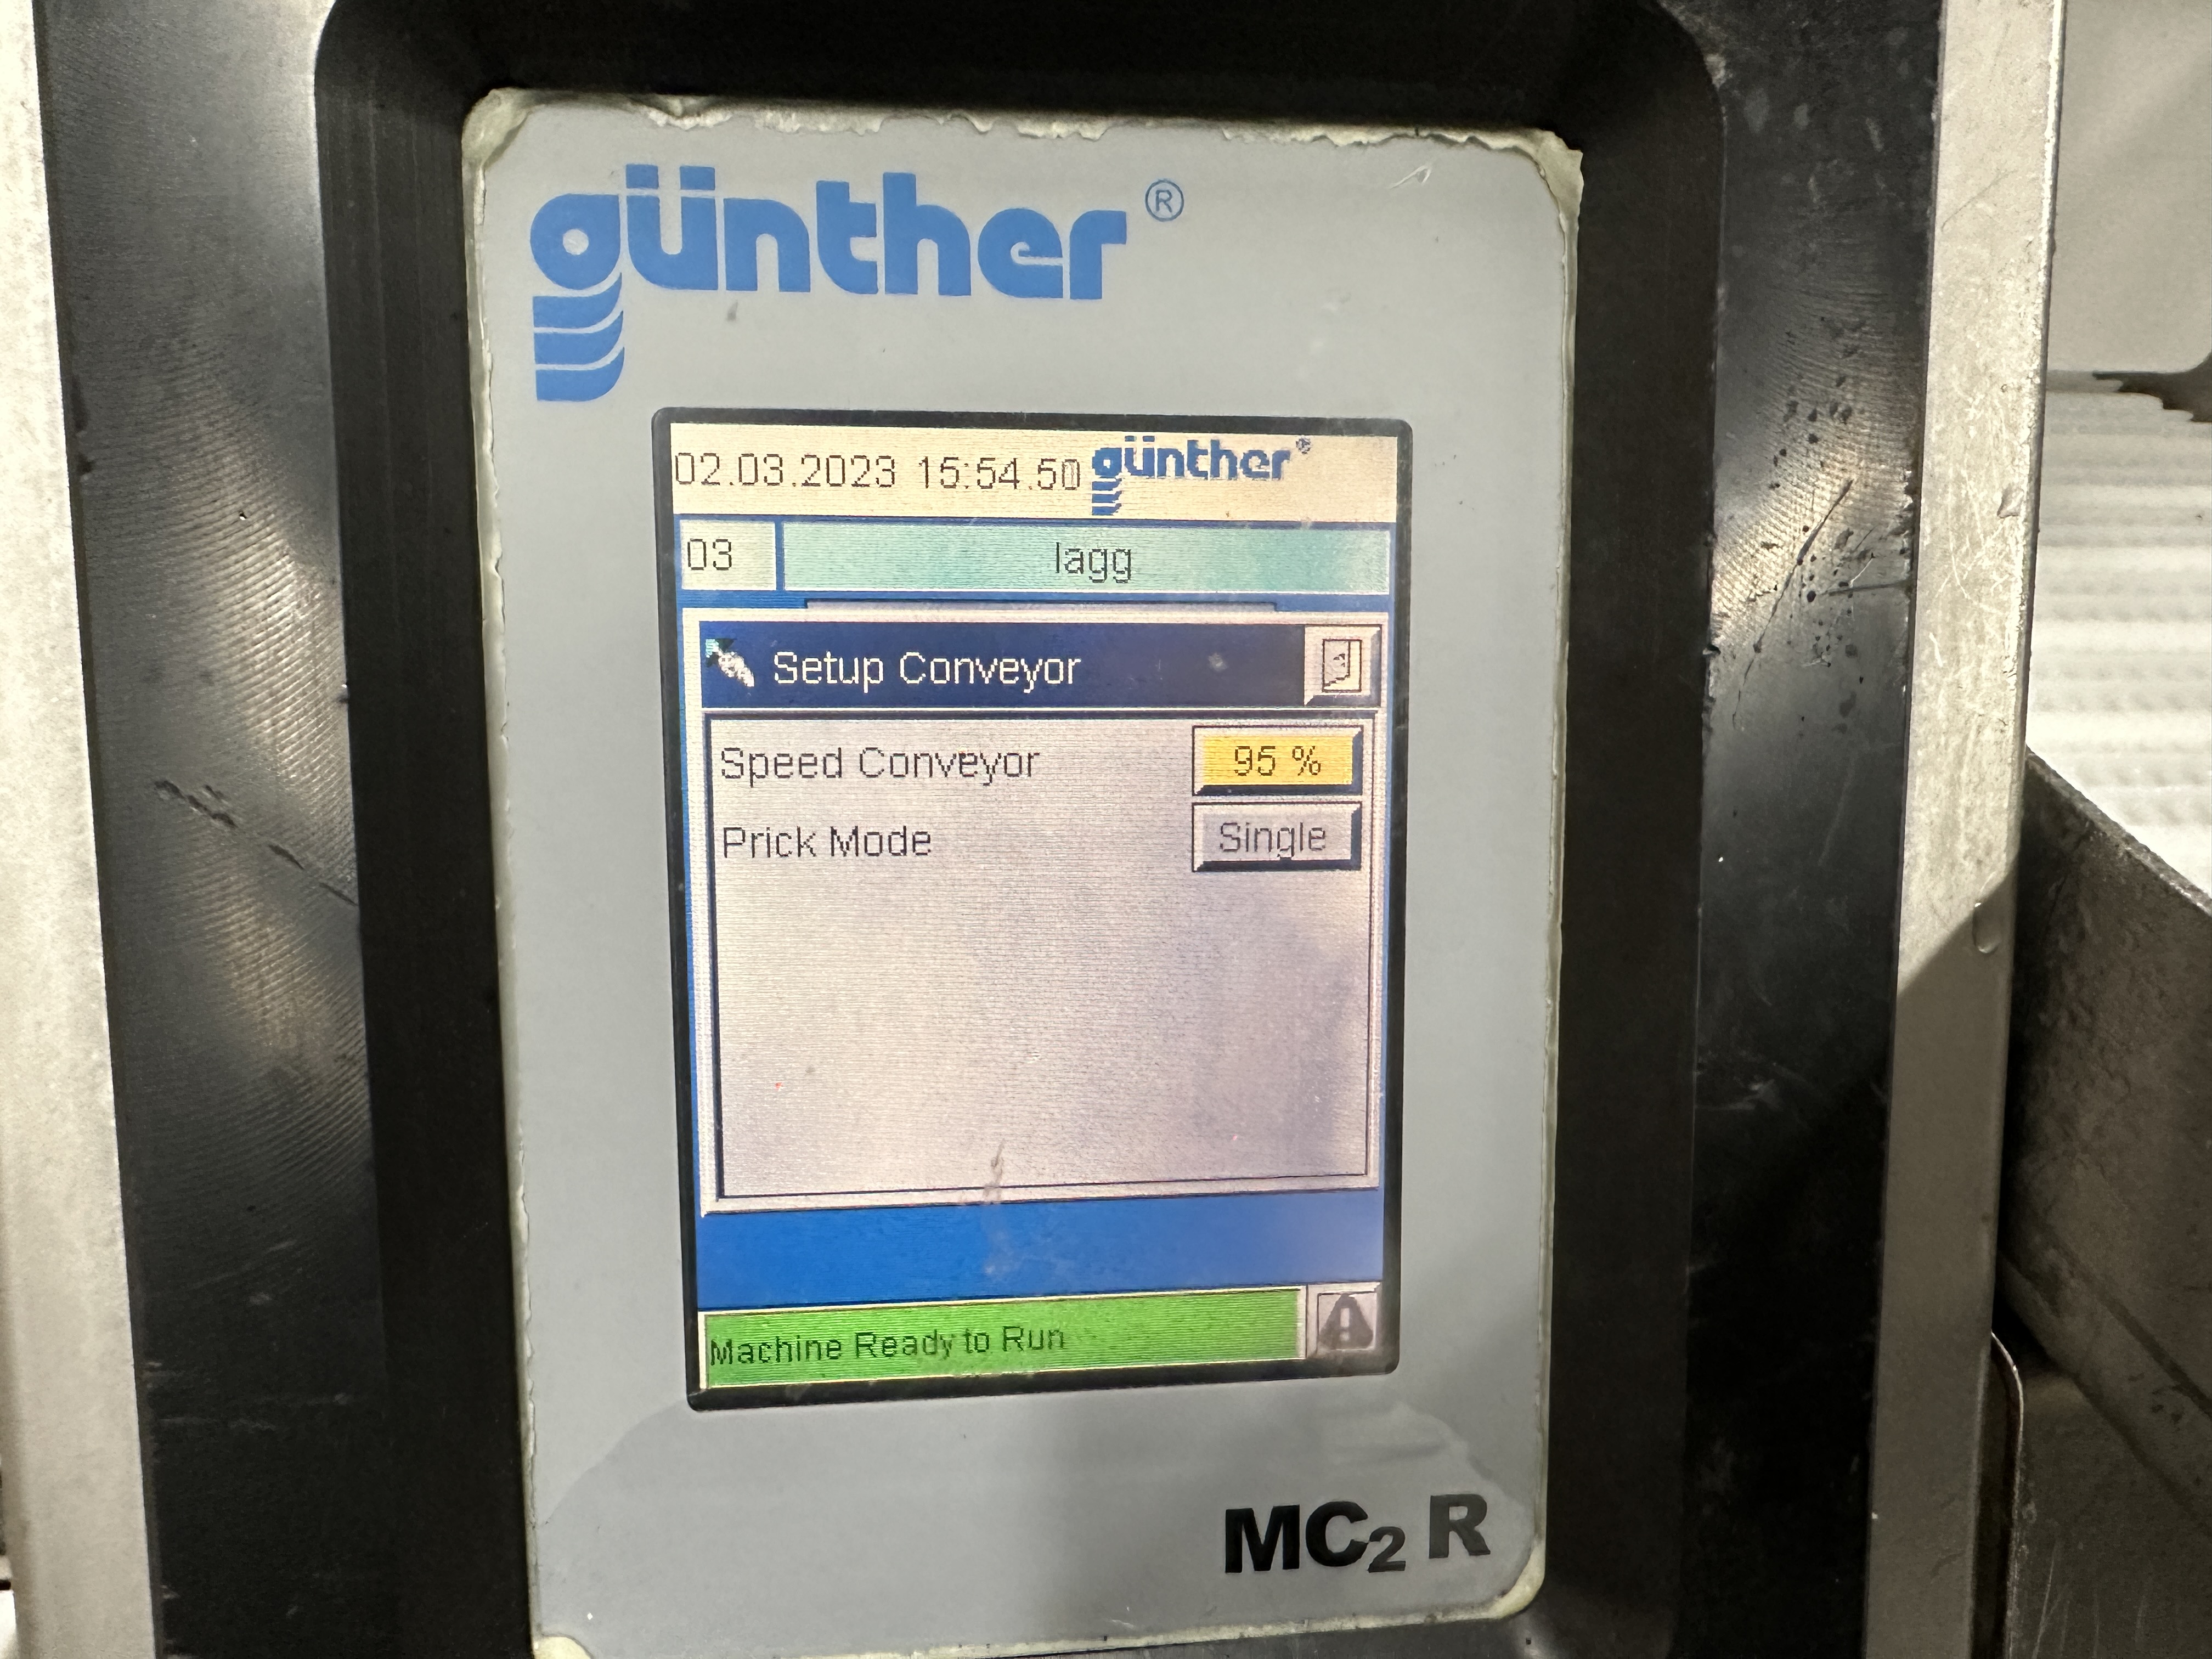 günther ®
02.03.2023 15:54.50 günther ®
03 lagg
Setup Conveyor
Speed Conveyor 95 %
Prick Mode Single
Machine Ready to Run
MC2 R